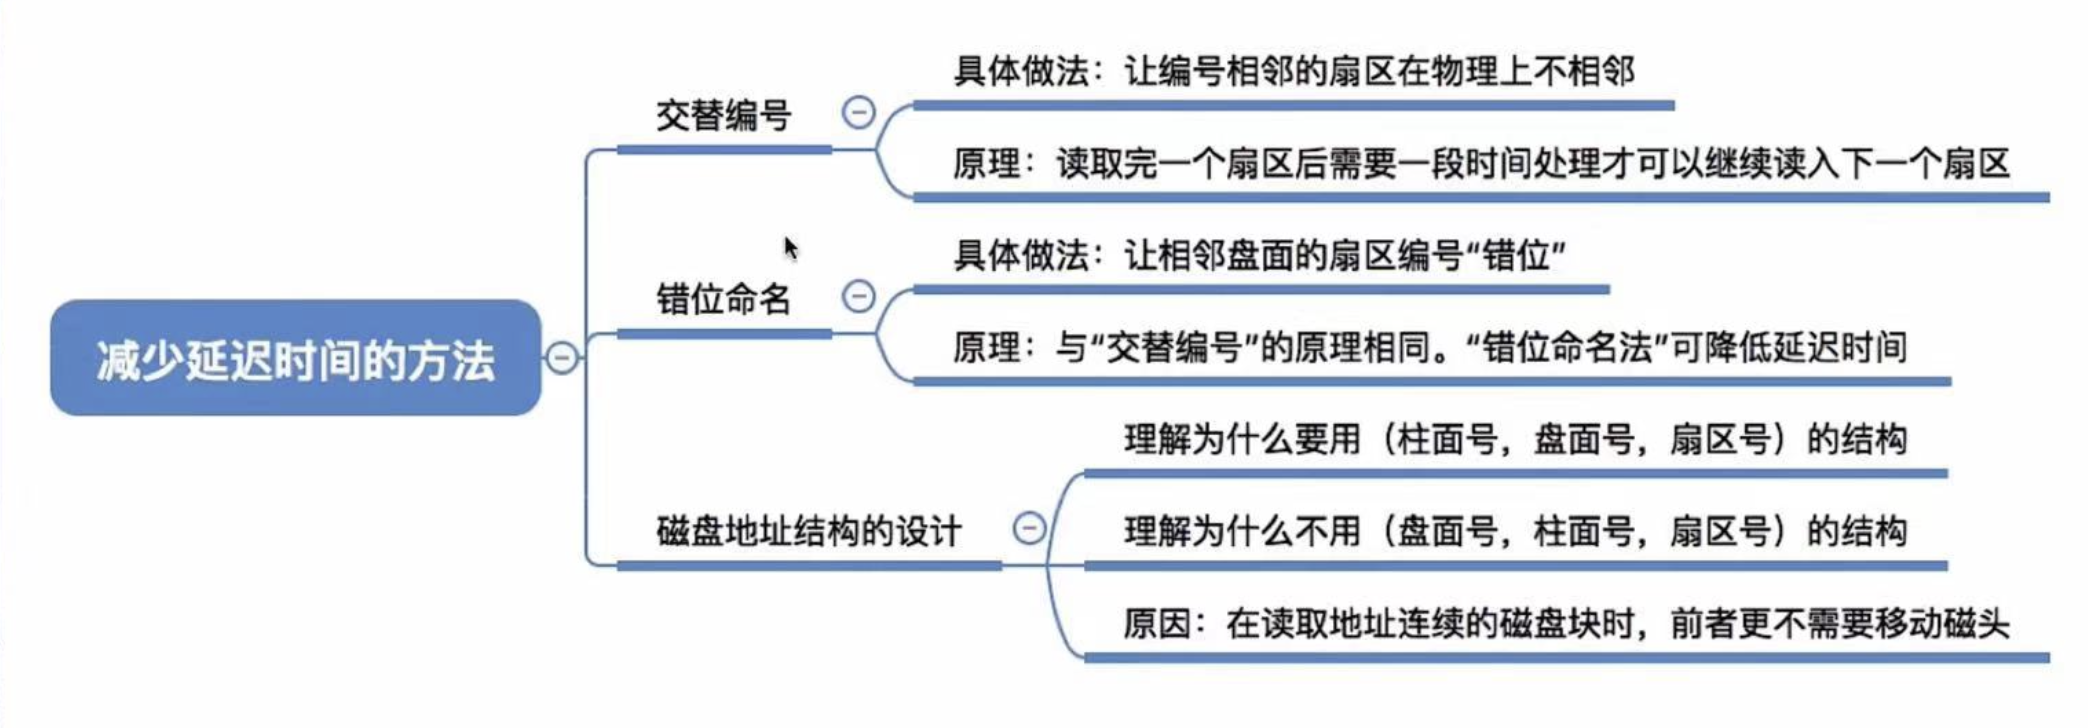 减少延迟时间的方法
交替编号
具体做法：让编号相邻的扇区在物理上不相邻
原理：读取完一个扇区后需要一段时间处理才可以继续读入下一个扇区
错位命名
具体做法：让相邻盘面的扇区编号“错位”
原理：与“交替编号”的原理相同。“错位命名法”可降低延迟时间
磁盘地址结构的设计
理解为什么要用（柱面号，盘面号，扇区号）的结构
理解为什么不用（盘面号，柱面号，扇区号）的结构
原因：在读取地址连续的磁盘块时，前者更不需要移动磁头